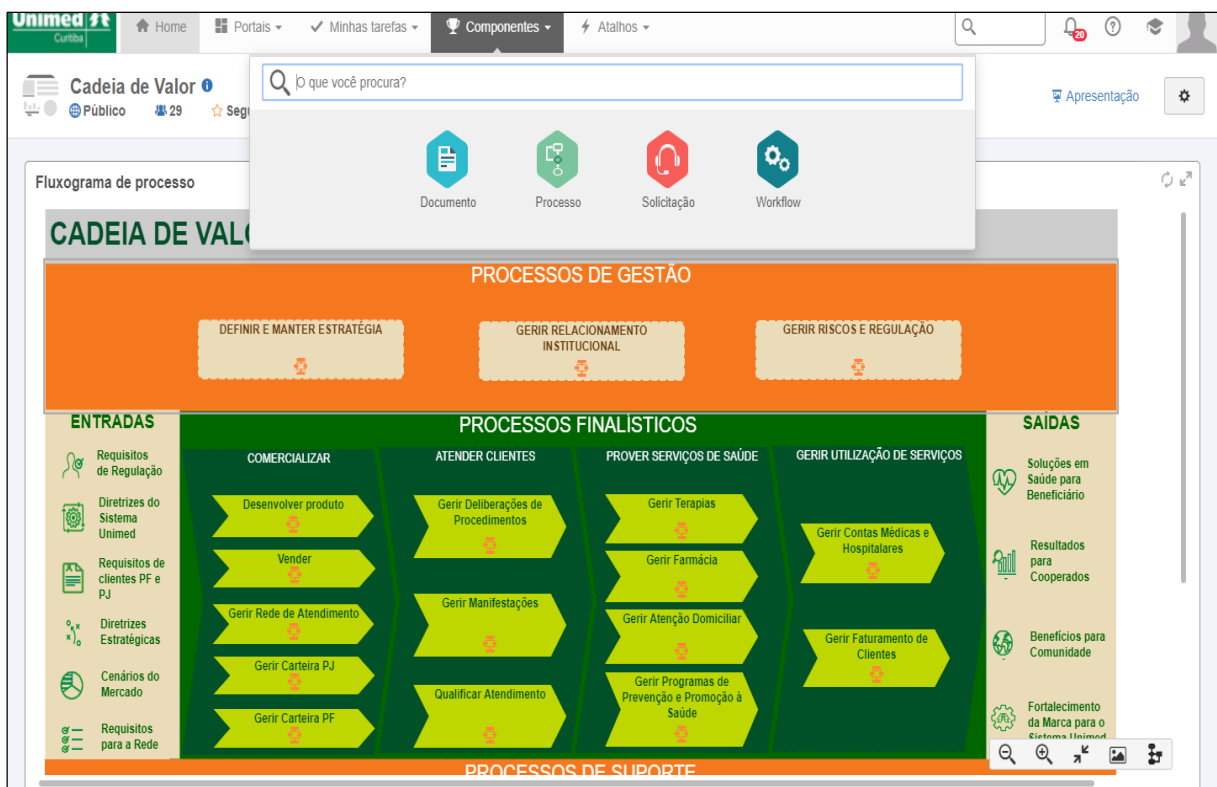 Unimed
Curitiba
Home
Portais
Minhas tarefas
Componentes
Atalhos
20
Cadeia de Valor
Público
29
O que você procura?
Apresentação
Documento
Processo
Solicitação
Workflow
Fluxograma de processo
CADEIA DE
PROCESSOS DE GESTÃO
DEFINIR E MANTER ESTRATÉGIA
GERIR RELACIONAMENTO
INSTITUCIONAL
GERIR RISCOS E REGULAÇÃO
ENTRADAS
Requisitos
de Regulação
Diretrizes do
Sistema
Unimed
Requisitos de
clientes PF e
PJ
Diretrizes
Estratégicas
Cenários do
Mercado
Requisitos
para a Rede
PROCESSOS FINALÍSTICOS
COMERCIALIZAR
Desenvolver produto
Vender
Gerir Rede de Atendimento
Gerir Carteira PJ
Gerir Carteira PF
ATENDER CLIENTES
Gerir Deliberações de
Procedimentos
Gerir Manifestações
Qualificar Atendimento
PROVER SERVIÇOS DE SAÚDE
Gerir Terapias
Gerir Farmácia
Gerir Atenção Domiciliar
Gerir Programas de
Prevenção e Promoção à
Saúde
GERIR UTILIZAÇÃO DE SERVIÇOS
Gerir Contas Médicas e
Hospitalares
Gerir Faturamento de
Clientes
SAÍDAS
Soluções em
Saúde para
Beneficiário
Resultados
para
Cooperados
Benefícios para
Comunidade
Fortalecimento
da Marca para o
Sistema Unimed
PROCESSOS DE SUPORTE